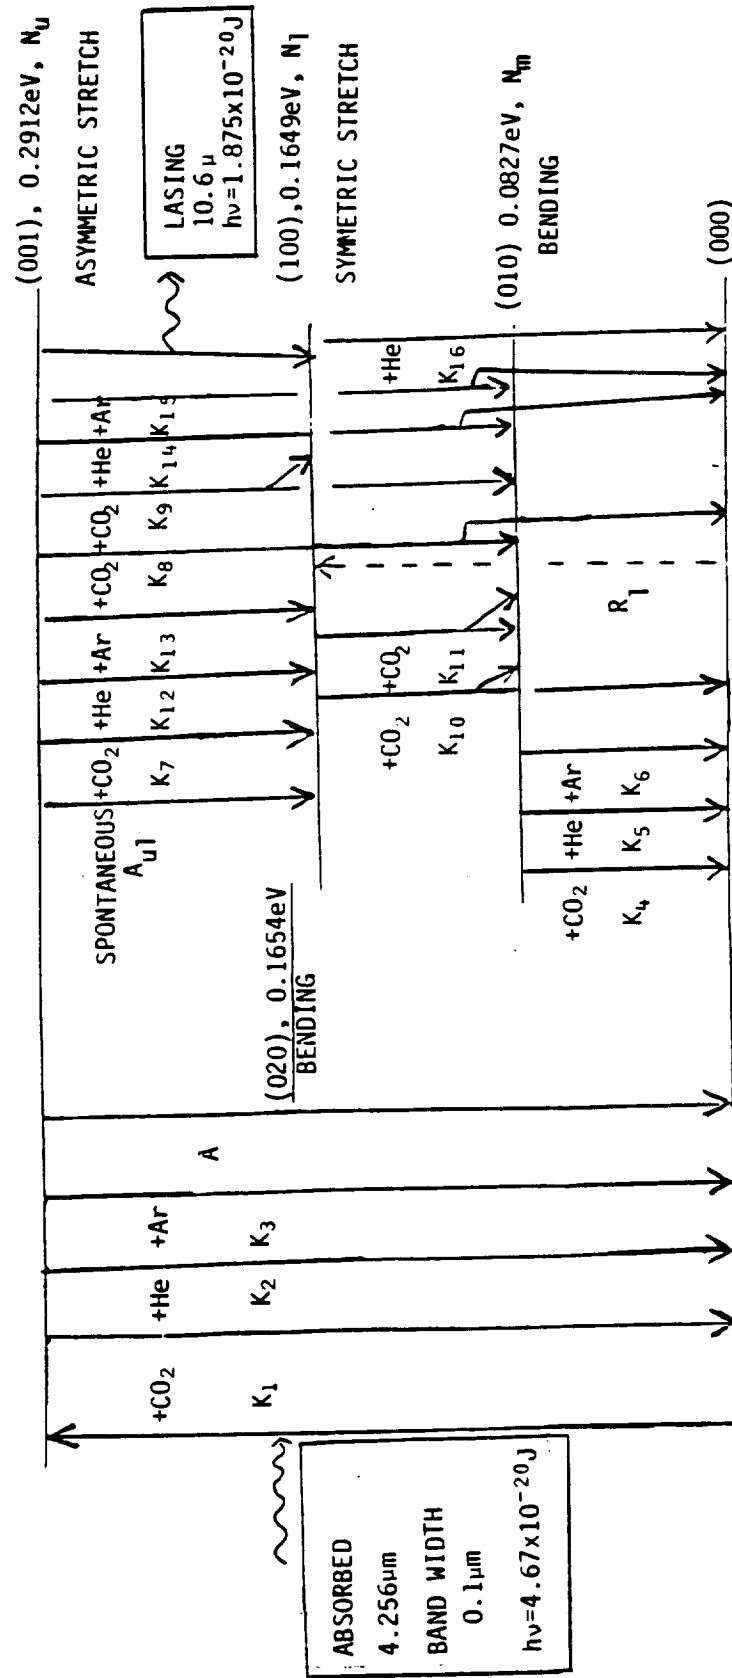 (001), 0.2912eV, Nu
ASYMMETRIC STRETCH
LASING
10.6μ
hν=1.875x10⁻²⁰J
(100),0.1649eV, Nl
SYMMETRIC STRETCH
(010) 0.0827eV, Nm
BENDING
(000)
SPONTANEOUS
Aul
+CO₂
K₇
+He
K₁₂
+Ar
K₁₃
+CO₂
K₈
+CO₂
K₉
+He
K₁₄
+Ar
K₁₅
+CO₂
K₁₀
+CO₂
K₁₁
+He
K₁₆
R₁
+CO₂
K₄
+He
K₅
+Ar
K₆
(020), 0.1654eV
BENDING
+CO₂
K₁
+He
K₂
+Ar
K₃
A
ABSORBED
4.256μm
BAND WIDTH
0.1μm
hν=4.67x10⁻²⁰J